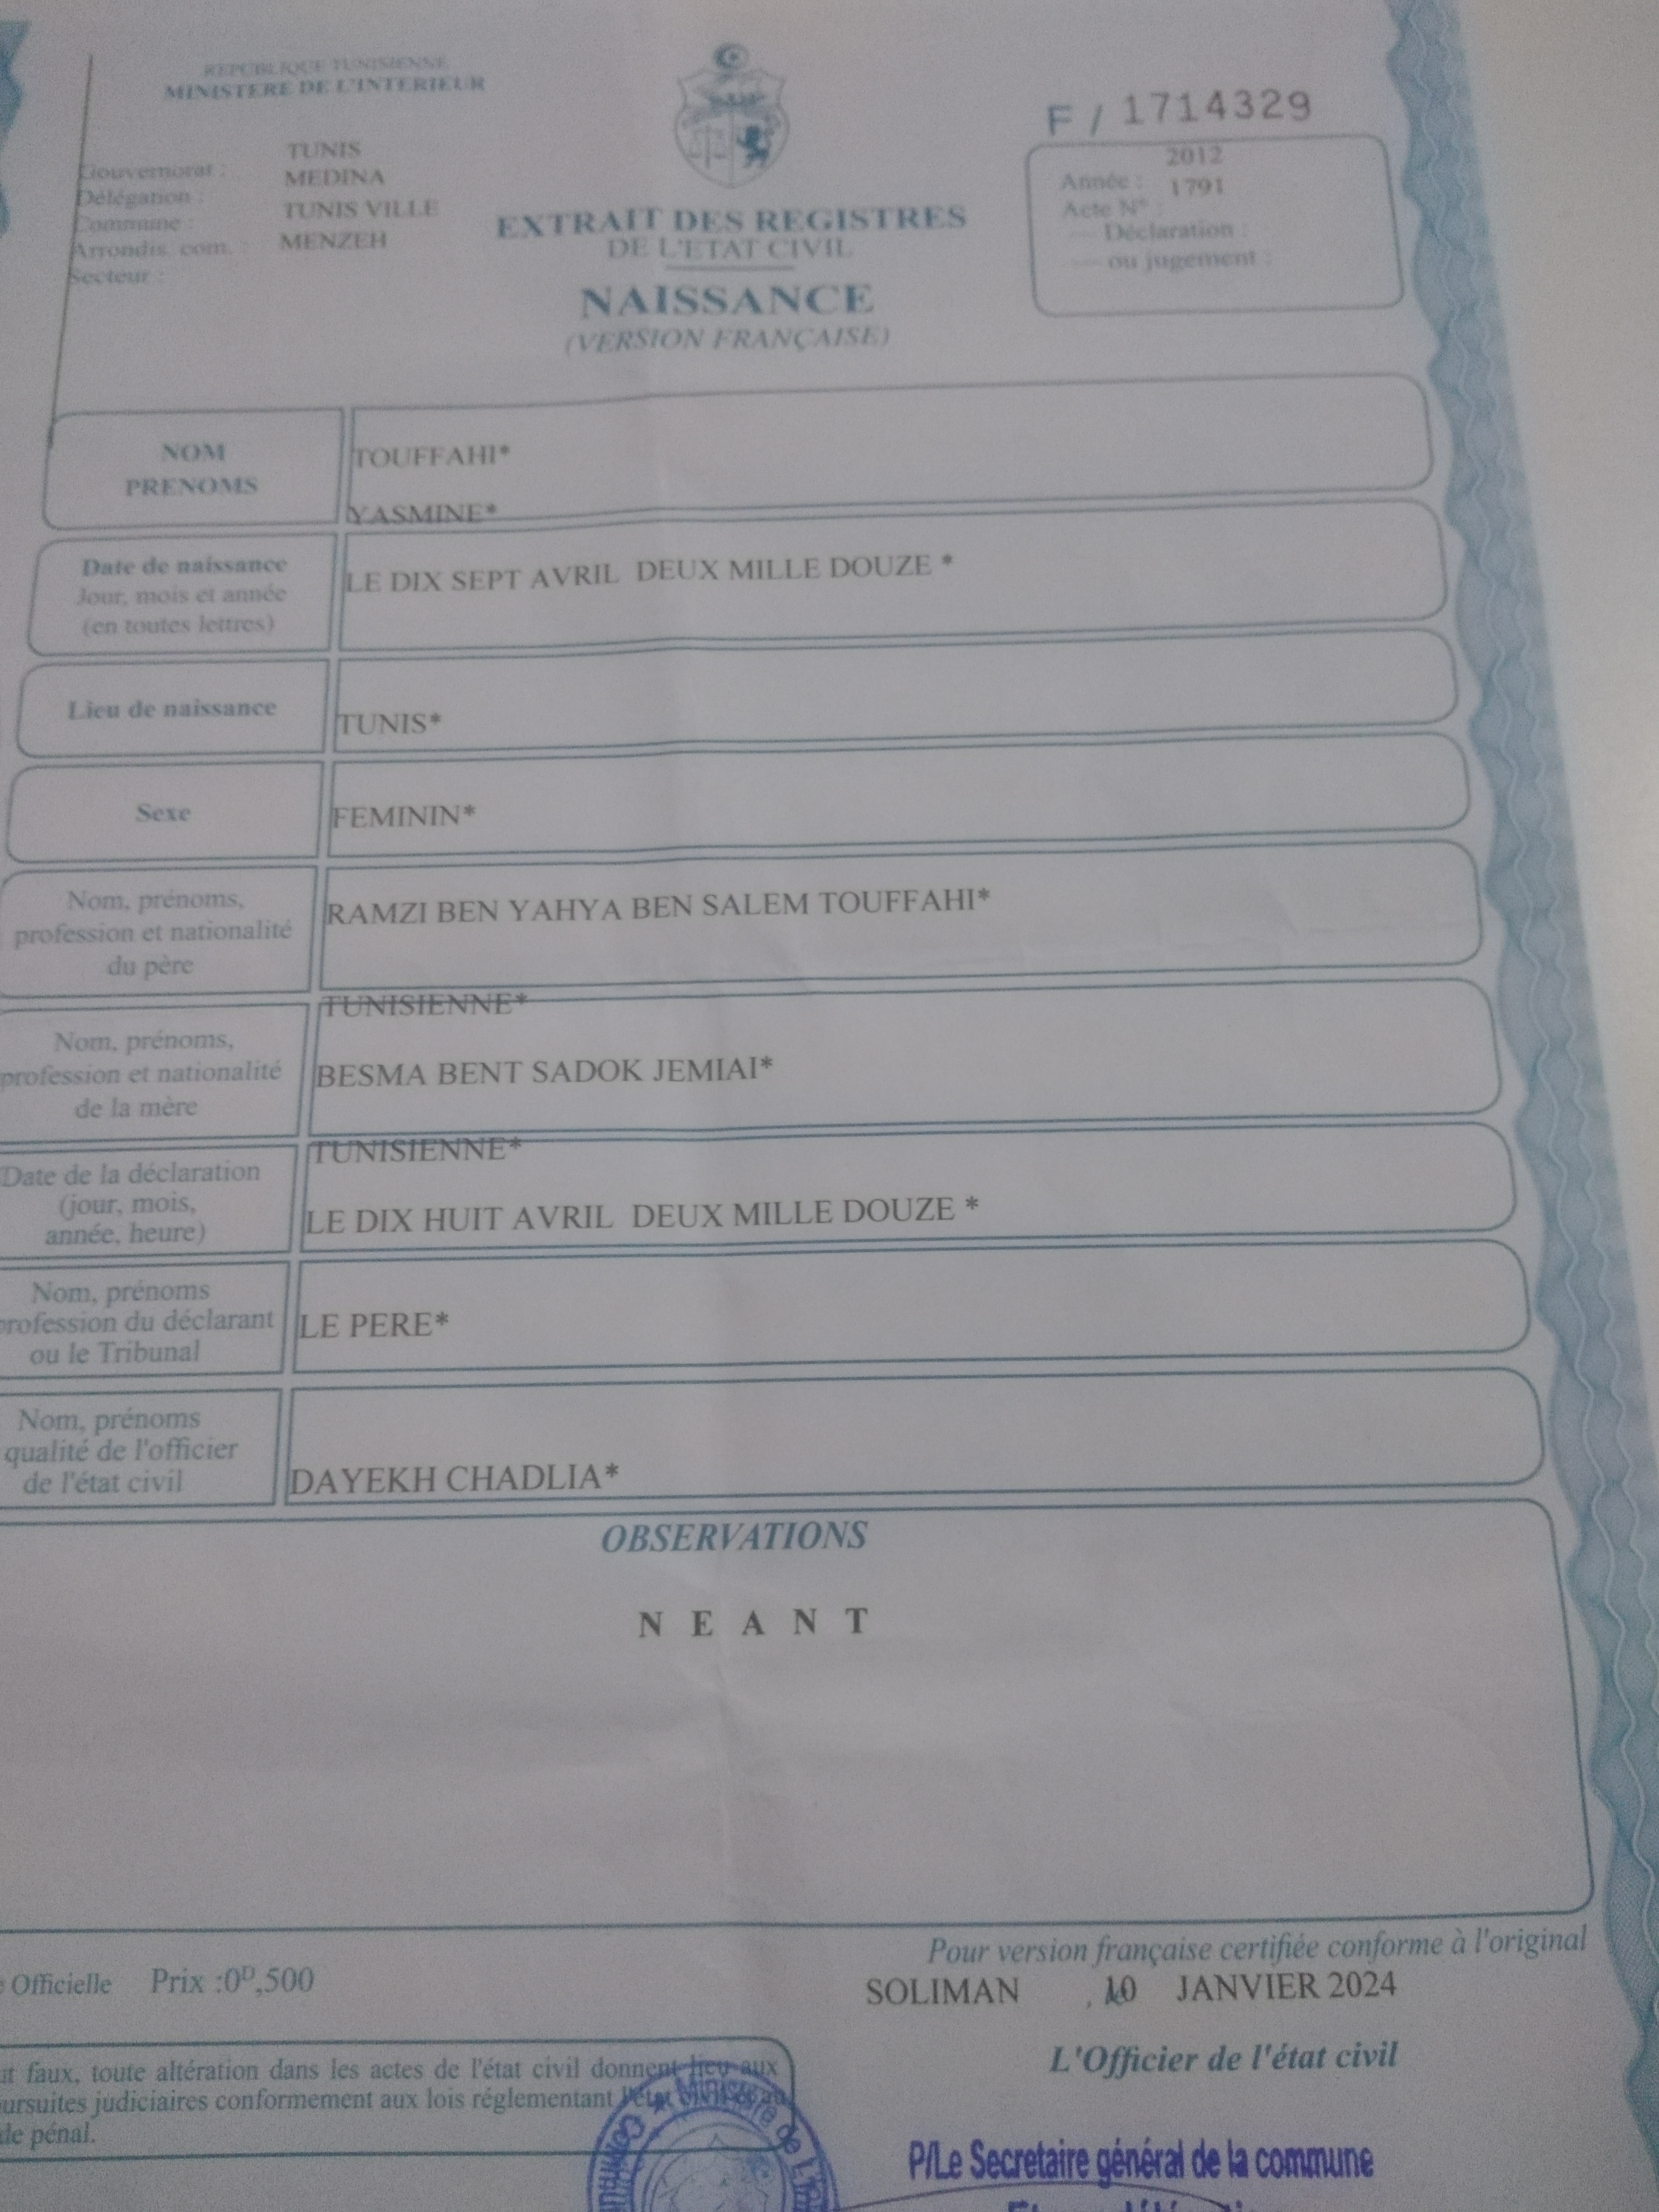 REPUBLIQUE TUNISIENNE
MINISTERE DE L'INTERIEUR
Gouvernorat : TUNIS
Délégation : MEDINA
Commune : TUNIS VILLE
Arrondis. com. : MENZEH
Secteur :
EXTRAIT DES REGISTRES
DE L'ETAT CIVIL
NAISSANCE
(VERSION FRANÇAISE)
F / 1714329
Année : 2012
Acte N° : 1791
— Déclaration :
— ou jugement :
NOM
PRENOMS
TOUFFAHI*
YASMINE*
Date de naissance
Jour, mois et année
(en toutes lettres)
LE DIX SEPT AVRIL DEUX MILLE DOUZE *
Lieu de naissance
TUNIS*
Sexe
FEMININ*
Nom, prénoms,
profession et nationalité
du père
RAMZI BEN YAHYA BEN SALEM TOUFFAHI*
TUNISIENNE*
Nom, prénoms,
profession et nationalité
de la mère
BESMA BENT SADOK JEMIAI*
TUNISIENNE*
Date de la déclaration
(jour, mois,
année, heure)
LE DIX HUIT AVRIL DEUX MILLE DOUZE *
Nom, prénoms
profession du déclarant
ou le Tribunal
LE PERE*
Nom, prénoms
qualité de l'officier
de l'état civil
DAYEKH CHADLIA*
OBSERVATIONS
N E A N T
Pour version française certifiée conforme à l'original
Officielle Prix :0ᴰ,500
SOLIMAN , 10 JANVIER 2024
L'Officier de l'état civil
faux, toute altération dans les actes de l'état civil donnent lieu aux
poursuites judiciaires conformement aux lois réglementant l'état civil
pénal.
Ministère de L'In
P/Le Secretaire général de la commune